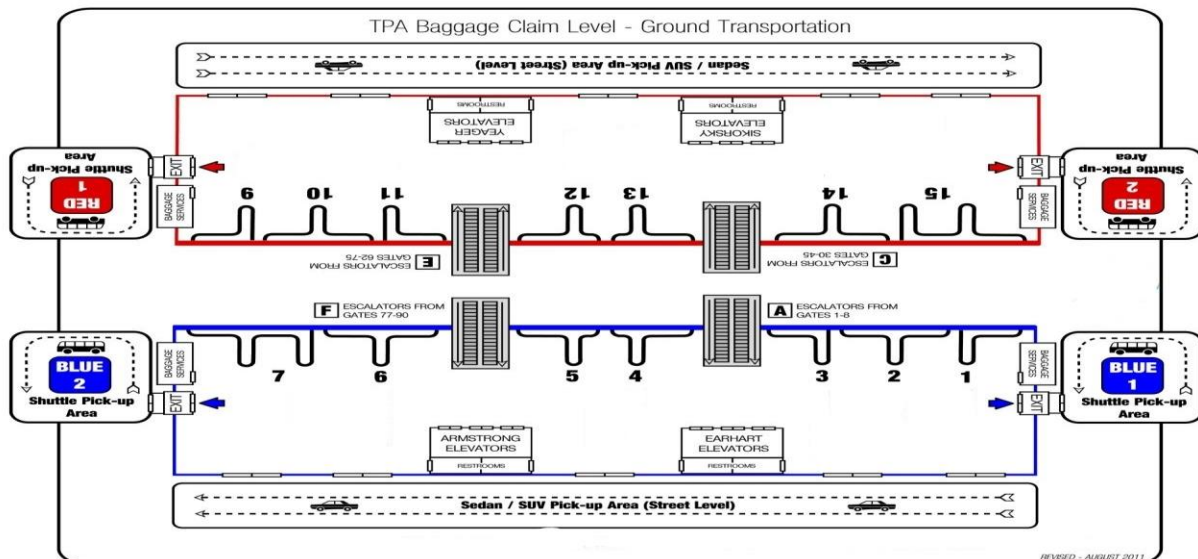 TPA Baggage Claim Level - Ground Transportation
Sedan / SUV Pick-up Area (Street Level)
RESTROOMS
YEAGER
ELEVATORS
RESTROOMS
SIKORSKY
ELEVATORS
Shuttle Pick-up
Area
RED
1
EXIT
BAGGAGE
SERVICES
EXIT
BAGGAGE
SERVICES
Shuttle Pick-up
Area
RED
2
9
10
11
12
13
14
15
E
ESCALATORS FROM
GATES 62-75
C
ESCALATORS FROM
GATES 30-45
F ESCALATORS FROM
GATES 77-90
A ESCALATORS FROM
GATES 1-8
BLUE
2
Shuttle Pick-up
Area
BAGGAGE
SERVICES
EXIT
7
6
5
4
3
2
1
BAGGAGE
SERVICES
EXIT
BLUE
1
Shuttle Pick-up
Area
ARMSTRONG
ELEVATORS
RESTROOMS
EARHART
ELEVATORS
RESTROOMS
Sedan / SUV Pick-up Area (Street Level)
REVISED - AUGUST 2011